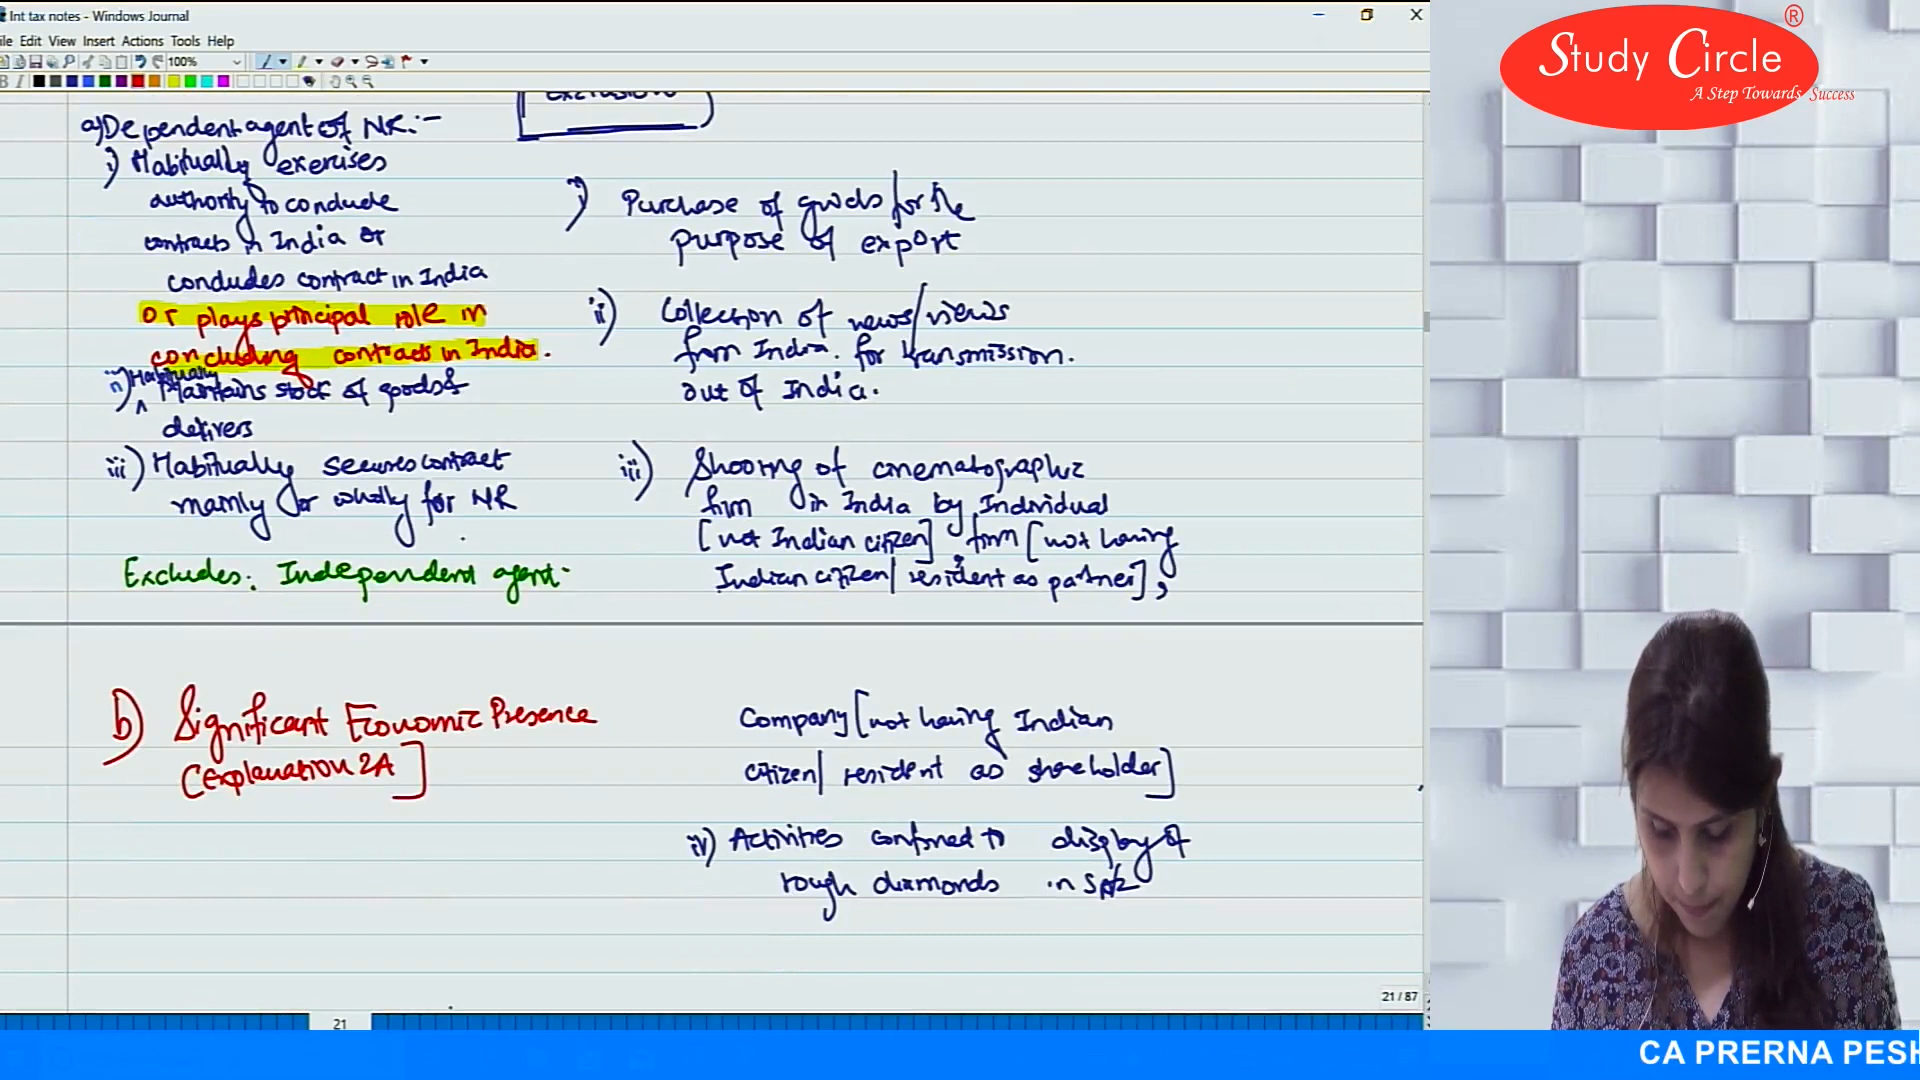 Int tax notes - Windows Journal
ile Edit View Insert Actions Tools Help
100%
exclusions
a) Dependent agent of NR:-
i) Habitually exercises
authority to conclude
contracts in India or
concludes contract in India
or plays principal role in
concluding contracts in India.
ii) Habitually
Maintains stock of goods &
delivers
iii) Habitually secures contract
mainly or wholly for NR
Excludes: Independent agent.
i) Purchase of goods for the
purpose of export
ii) Collection of news/views
from India. for transmission.
out of India.
iii) Shooting of cinematographic
film in India by Individual
[not Indian citizen], firm [not having
Indian citizen/ resident as partner],
b) Significant Economic Presence
[Explanation 2A]
Company [not having Indian
citizen/ resident as shareholder]
iv) Activities confined to display of
rough diamonds in SNZ
21 / 87
21
Study Circle ®
A Step Towards Success
CA PRERNA PESH